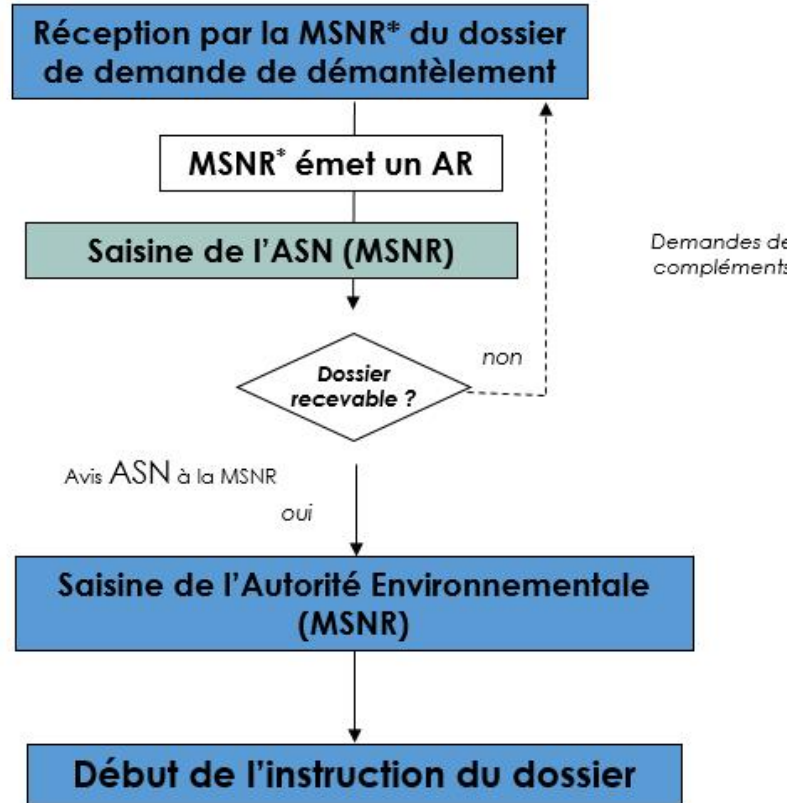 Réception par la MSNR* du dossier
de demande de démantèlement
MSNR* émet un AR
Saisine de l'ASN (MSNR)
Demandes de
compléments
non
Dossier
recevable ?
Avis ASN à la MSNR
oui
Saisine de l'Autorité Environnementale
(MSNR)
Début de l'instruction du dossier